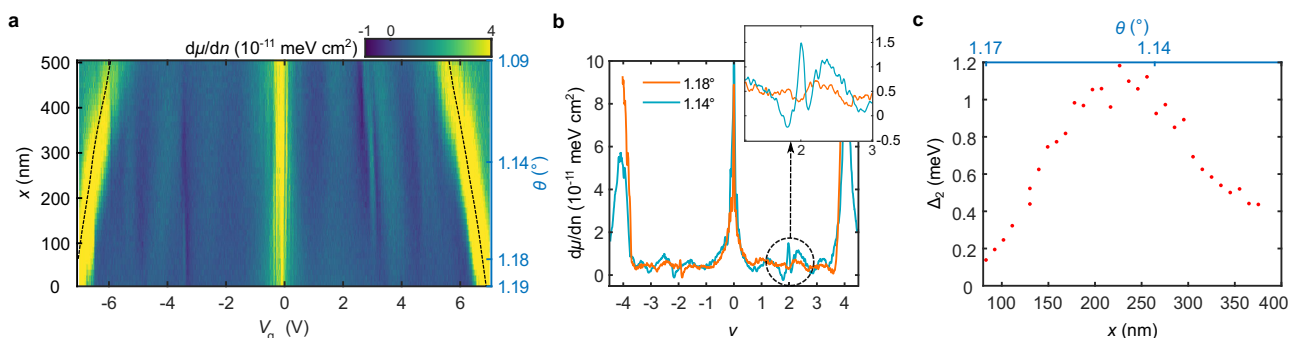 a
dμ/dn (10⁻¹¹ meV cm²)
-1 0 4
500
400
300
200
100
0
x (nm)
1.09
1.14
1.18
1.19
θ (°)
-6 -4 -2 0 2 4 6
V (V)
b
10
8
6
4
2
0
dμ/dn (10⁻¹¹ meV cm²)
1.18°
1.14°
1.5
1
0.5
0
-0.5
2 3
-4 -3 -2 -1 0 1 2 3 4
ν
c
θ (°)
1.17 1.14
1.2
1.0
0.8
0.6
0.4
0.2
0
Δ₂ (meV)
100 150 200 250 300 350 400
x (nm)